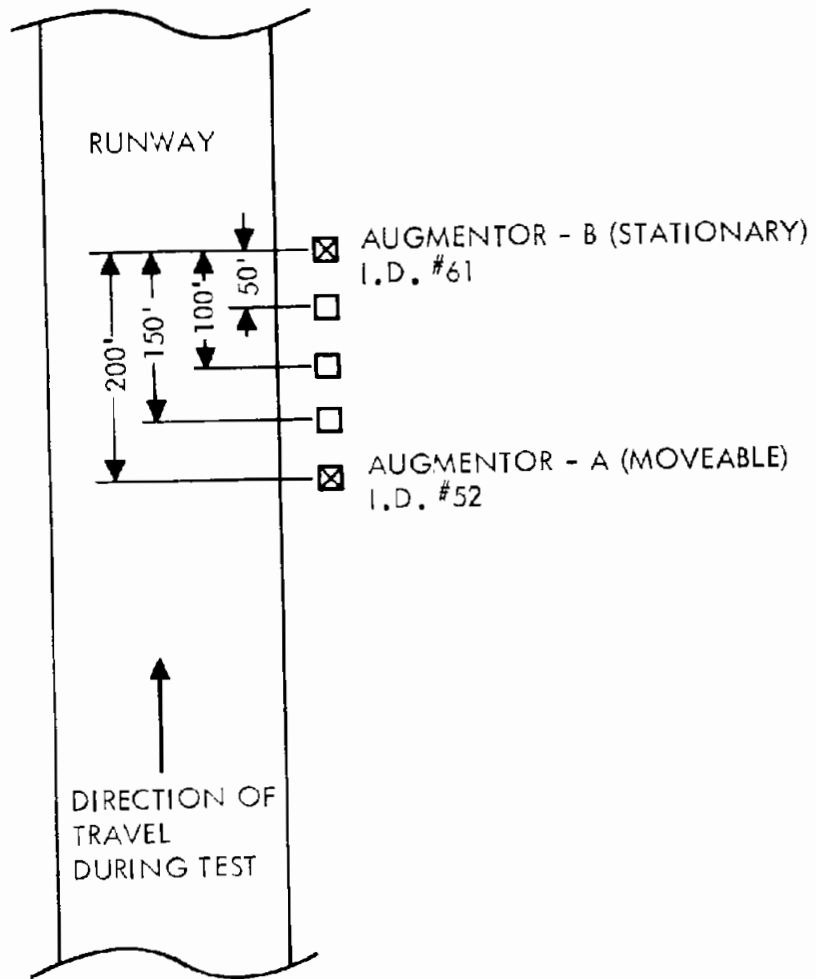 RUNWAY
AUGMENTOR - B (STATIONARY)
I.D. #61
50'
100'
150'
200'
AUGMENTOR - A (MOVEABLE)
I.D. #52
DIRECTION OF
TRAVEL
DURING TEST